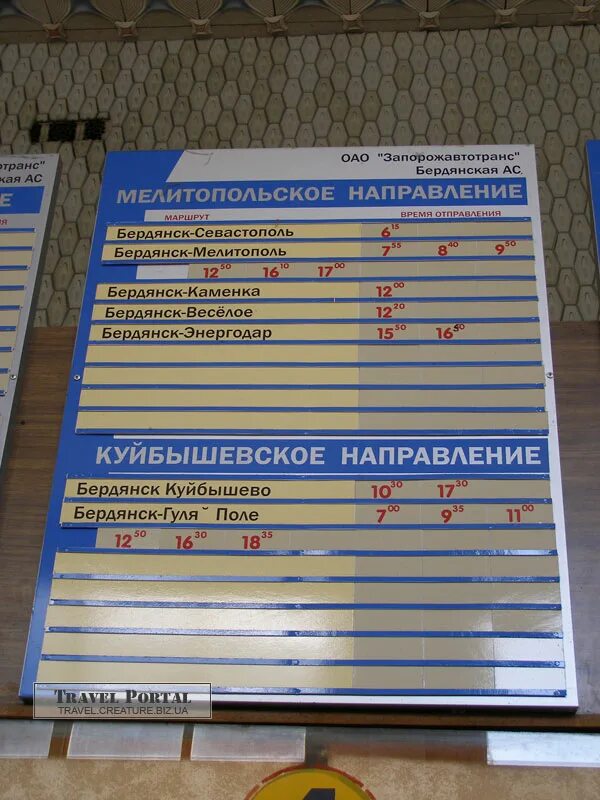 ОАО "Запорожавтотранс"
Бердянская АС
МЕЛИТОПОЛЬСКОЕ НАПРАВЛЕНИЕ
МАРШРУТ ВРЕМЯ ОТПРАВЛЕНИЯ
Бердянск-Севастополь 6 15
Бердянск-Мелитополь 7 55 8 40 9 50
12 50 16 10 17 00
Бердянск-Каменка 12 00
Бердянск-Весёлое 12 20
Бердянск-Энергодар 15 50 16
КУЙБЫШЕВСКОЕ НАПРАВЛЕНИЕ
Бердянск Куйбышево 10 30 17 30
Бердянск-Гуля˘ Поле 7 00 9 35 11 00
12 50 16 30 18 35
TRAVEL PORTAL
TRAVEL.CREATURE.BIZ.UA